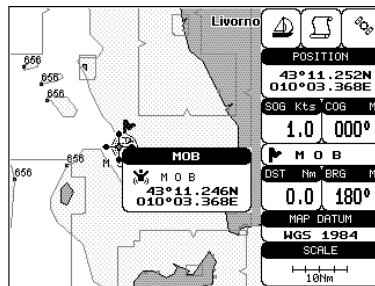 Livorno
656
656
656
656
656
M
MOB
M O B
43°11.246N
010°03.368E
POSITION
43°11.252N
010°03.368E
SOG Kts COG M
1.0 000°
M O B
DST Nm BRG M
0.0 180°
MAP DATUM
WGS 1984
SCALE
10Nm